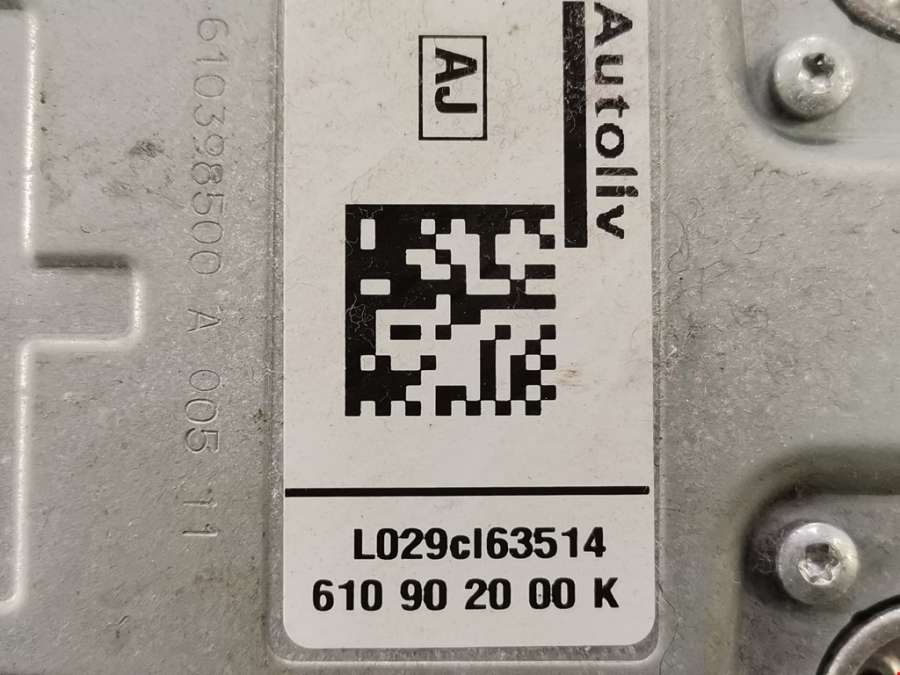 Autoliv
AJ
610398500 A 005 11
L029cl63514
610 90 20 00 K